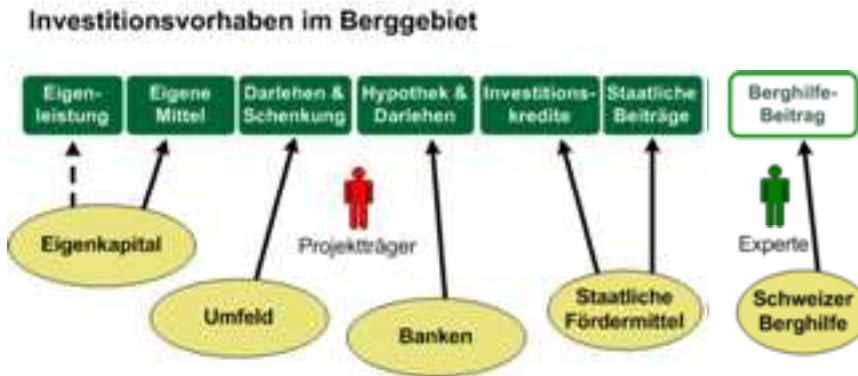 Investitionsvorhaben im Berggebiet
Eigen-
leistung
Eigene
Mittel
Darlehen &
Schenkung
Hypothek &
Darlehen
Investitions-
kredite
Staatliche
Beiträge
Berghilfe-
Beitrag
Projektträger
Experte
Eigenkapital
Umfeld
Banken
Staatliche
Fördermittel
Schweizer
Berghilfe